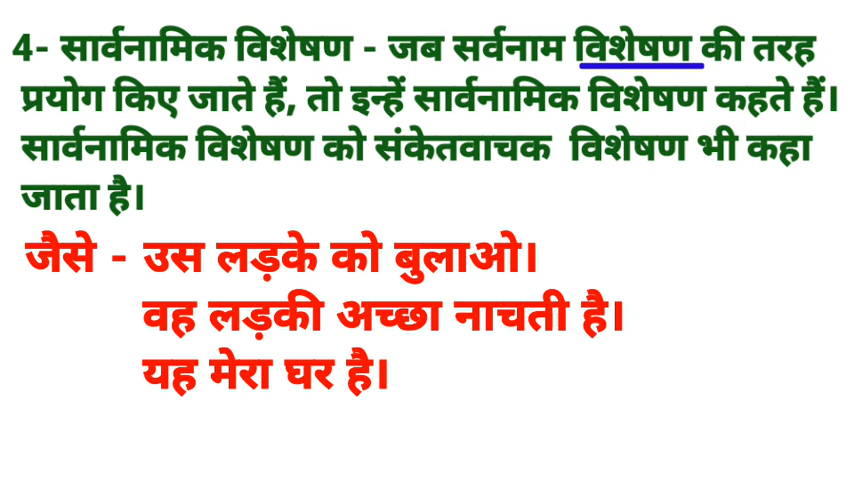 4- सार्वनामिक विशेषण - जब सर्वनाम विशेषण की तरह
प्रयोग किए जाते हैं, तो इन्हें सार्वनामिक विशेषण कहते हैं।
सार्वनामिक विशेषण को संकेतवाचक विशेषण भी कहा
जाता है।
जैसे - उस लड़के को बुलाओ।
वह लड़की अच्छा नाचती है।
यह मेरा घर है।